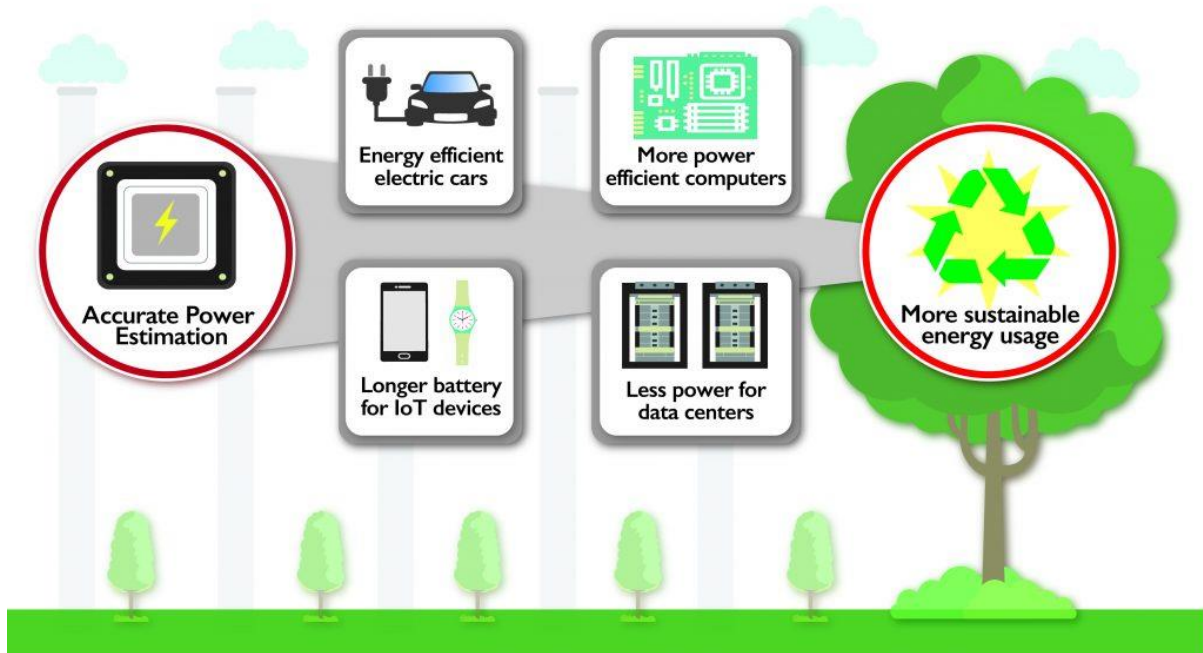 Accurate Power
Estimation
Energy efficient
electric cars
More power
efficient computers
Longer battery
for IoT devices
Less power for
data centers
More sustainable
energy usage